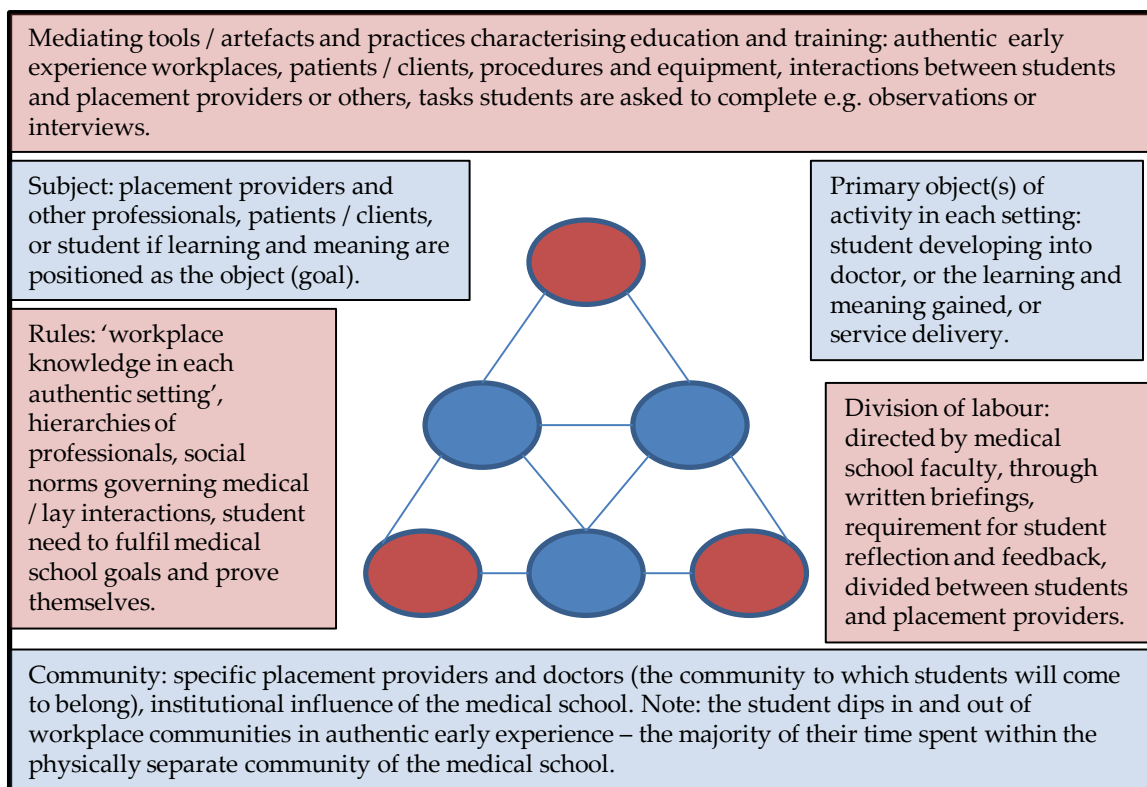 Mediating tools / artefacts and practices characterising education and training: authentic early
experience workplaces, patients / clients, procedures and equipment, interactions between students
and placement providers or others, tasks students are asked to complete e.g. observations or
interviews.
Subject: placement providers and
other professionals, patients / clients,
or student if learning and meaning are
positioned as the object (goal).
Primary object(s) of
activity in each setting:
student developing into
doctor, or the learning and
meaning gained, or
service delivery.
Rules: ‘workplace
knowledge in each
authentic setting’,
hierarchies of
professionals, social
norms governing medical
/ lay interactions, student
need to fulfil medical
school goals and prove
themselves.
Division of labour:
directed by medical
school faculty, through
written briefings,
requirement for student
reflection and feedback,
divided between students
and placement providers.
Community: specific placement providers and doctors (the community to which students will come
to belong), institutional influence of the medical school. Note: the student dips in and out of
workplace communities in authentic early experience – the majority of their time spent within the
physically separate community of the medical school.